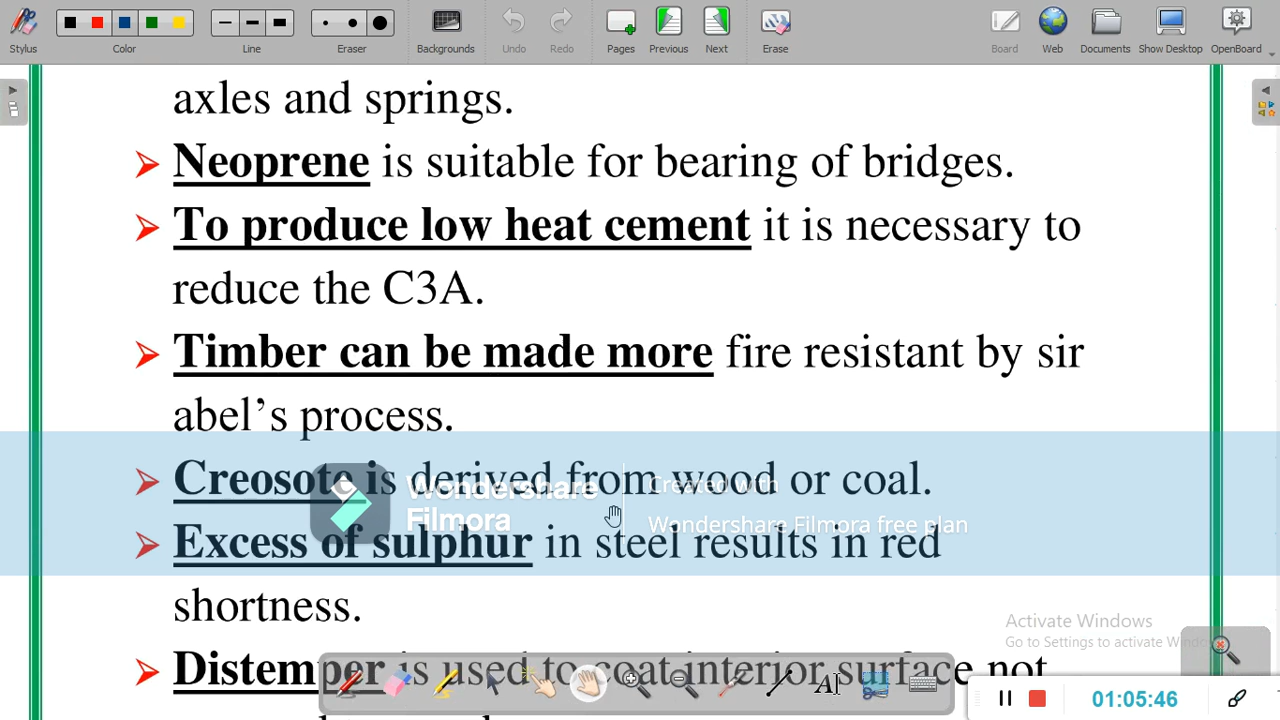 Stylus Color Line Eraser Backgrounds Undo Redo Pages Previous Next Erase Board Web Documents Show Desktop OpenBoard
axles and springs.
➢ Neoprene is suitable for bearing of bridges.
➢ To produce low heat cement it is necessary to
reduce the C3A.
➢ Timber can be made more fire resistant by sir
abel’s process.
➢ Creosote is derived from wood or coal.
Wondershare
Filmora
Created with
Wondershare Filmora free plan
➢ Excess of sulphur in steel results in red
shortness.
Activate Windows
Go to Settings to activate Windows
➢ Distemper is used to coat interior surface not
01:05:46